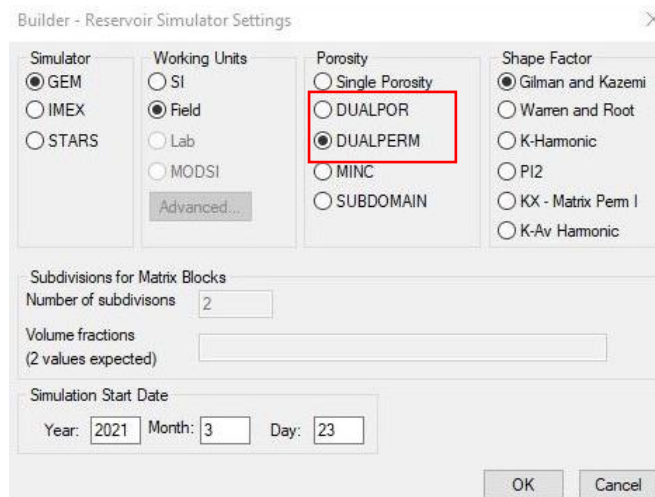 Builder - Reservoir Simulator Settings
Simulator
GEM
IMEX
STARS
Working Units
SI
Field
Lab
MODSI
Advanced...
Porosity
Single Porosity
DUALPOR
DUALPERM
MINC
SUBDOMAIN
Shape Factor
Gilman and Kazemi
Warren and Root
K-Harmonic
PI2
KX - Matrix Perm I
K-Av Harmonic
Subdivisions for Matrix Blocks
Number of subdivisons 2
Volume fractions
(2 values expected)
Simulation Start Date
Year: 2021 Month: 3 Day: 23
OK Cancel